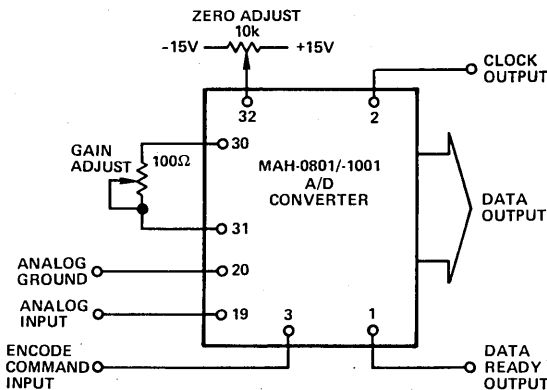 ZERO ADJUST
10k
-15V
+15V
CLOCK
OUTPUT
32
2
30
GAIN
ADJUST
100Ω
MAH-0801/-1001
A/D
CONVERTER
DATA
OUTPUT
31
ANALOG
GROUND
20
ANALOG
INPUT
19
3
1
ENCODE
COMMAND
INPUT
DATA
READY
OUTPUT